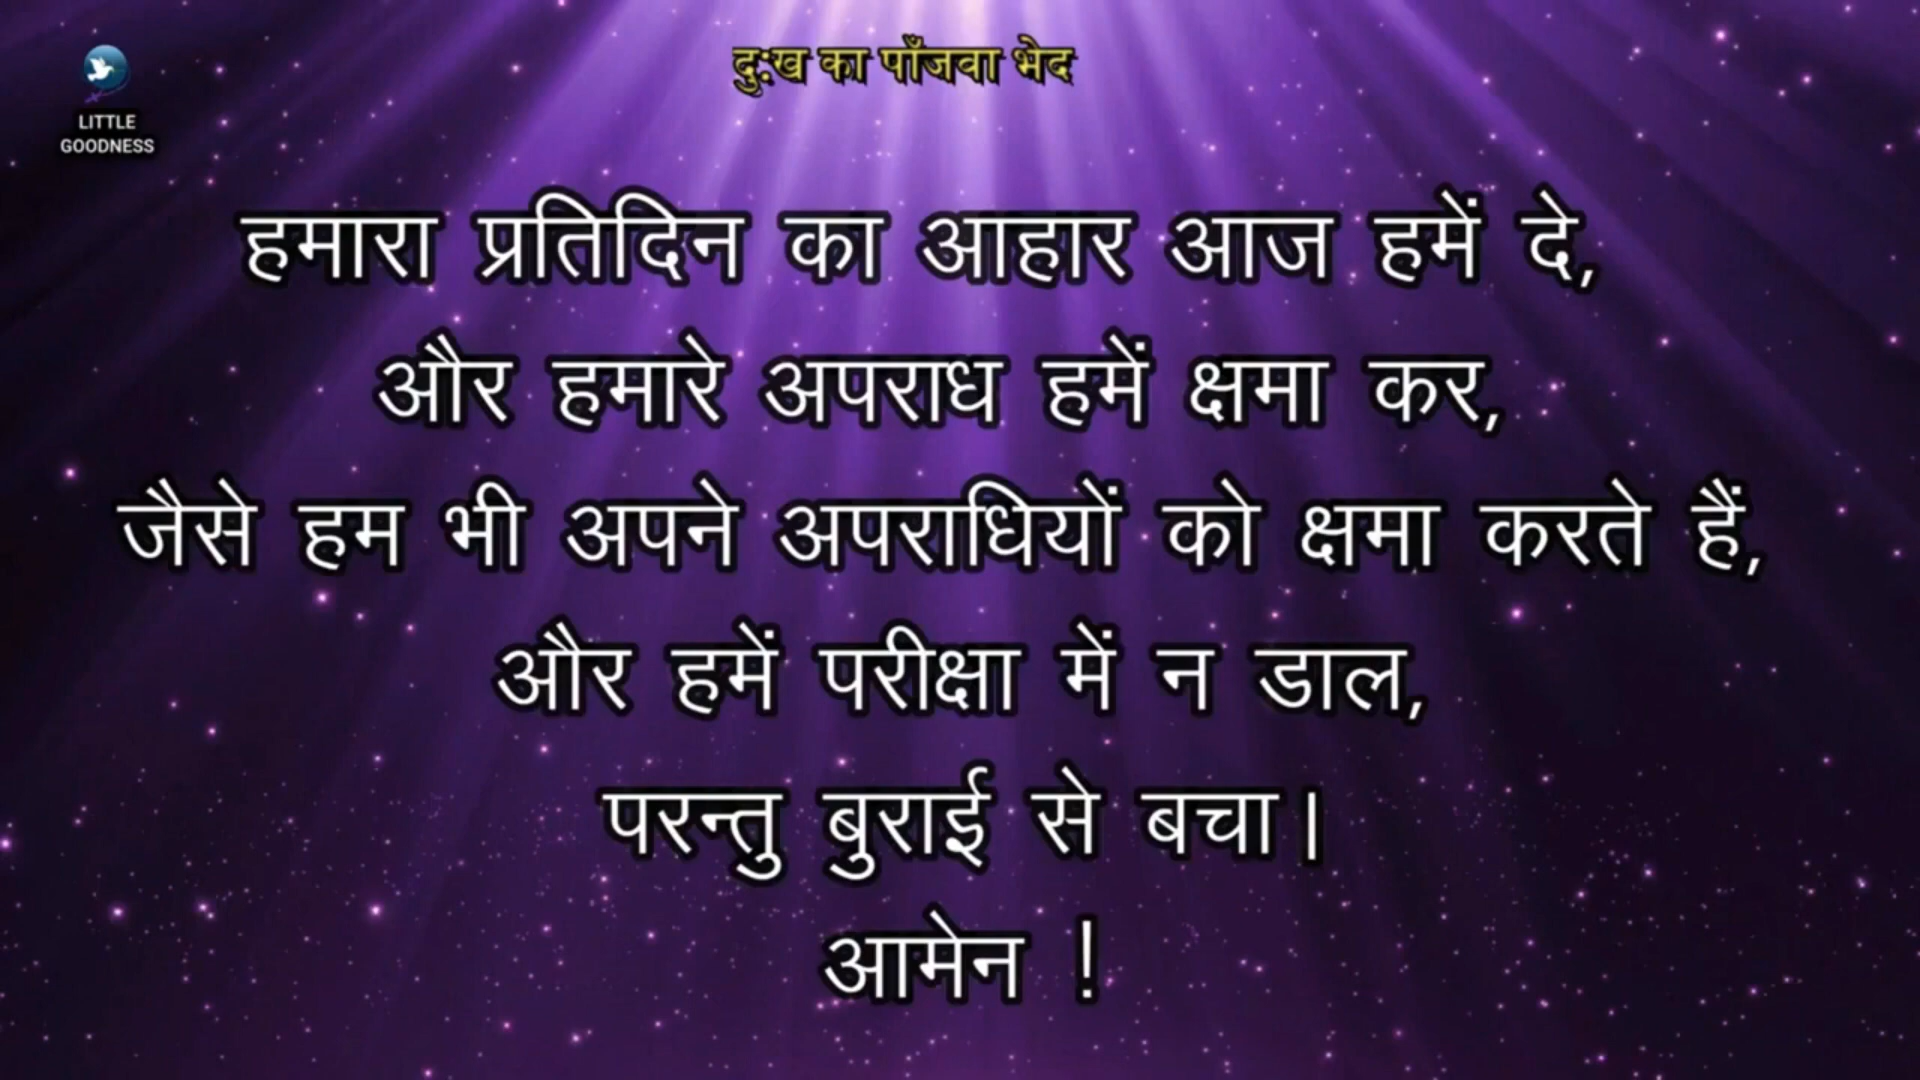 दुःख का पाँजवा भेद
LITTLE
GOODNESS
हमारा प्रतिदिन का आहार आज हमें दे,
और हमारे अपराध हमें क्षमा कर,
जैसे हम भी अपने अपराधियों को क्षमा करते हैं,
और हमें परीक्षा में न डाल,
परन्तु बुराई से बचा।
आमेन !